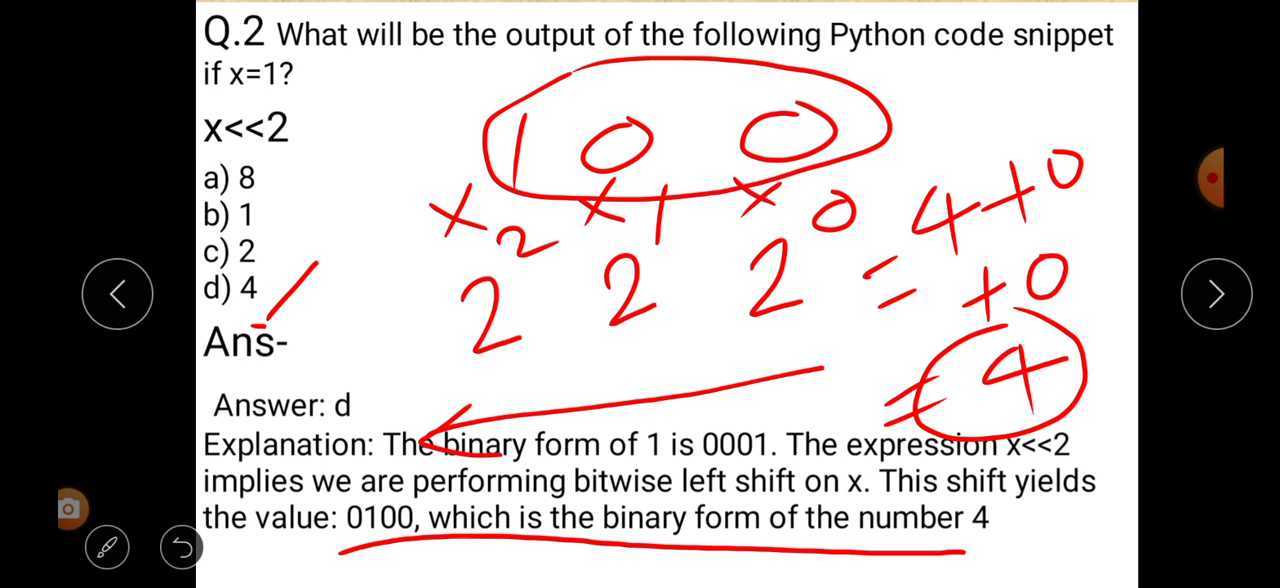 Q.2 What will be the output of the following Python code snippet
if x=1?
1 0 0
x<<2
a) 8
× 2 × 1 × 0 = 4+0
b) 1
c) 2
2 2 2 +0
d) 4
Ans-
= 4
Answer: d
Explanation: The binary form of 1 is 0001. The expression x<<2
implies we are performing bitwise left shift on x. This shift yields
the value: 0100, which is the binary form of the number 4